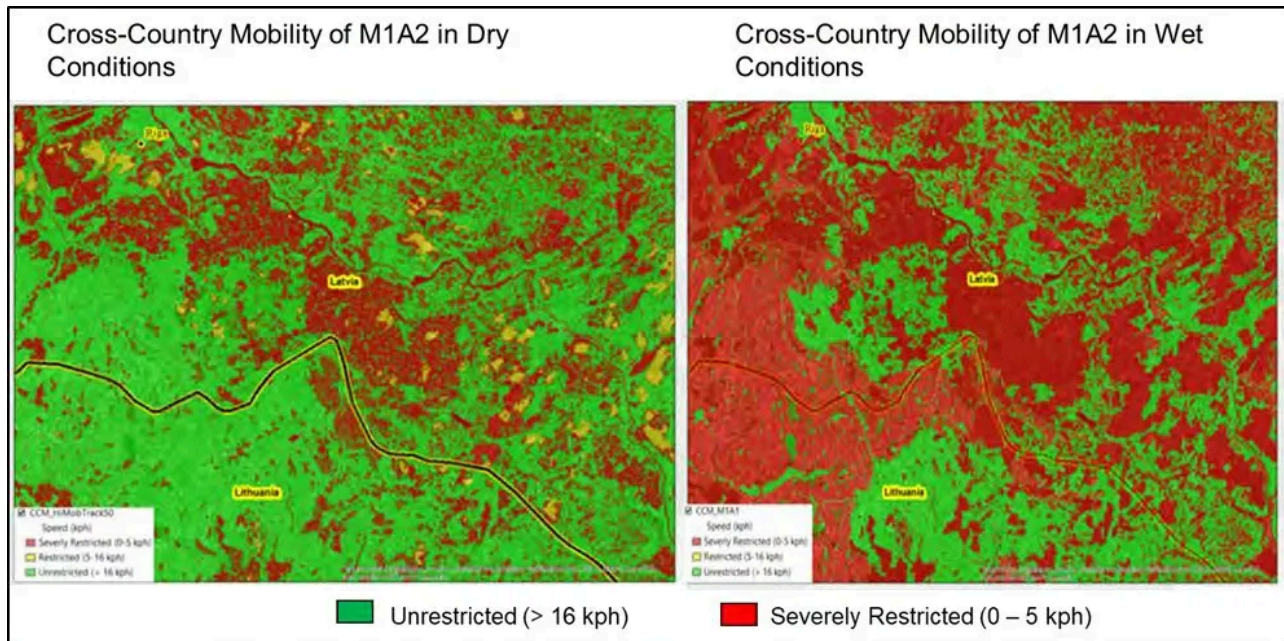 Cross-Country Mobility of M1A2 in Dry
Conditions
Cross-Country Mobility of M1A2 in Wet
Conditions
Riga
Latvia
Lithuania
CCM_HiMobTrack50
Speed (kph)
Severly Restricted (0-5 kph)
Restricted (5-16 kph)
Unrestricted (> 16 kph)
Riga
Latvia
Lithuania
CCM_M1A1
Speed (kph)
Severly Restricted (0-5 kph)
Restricted (5-16 kph)
Unrestricted (> 16 kph)
Unrestricted (> 16 kph)
Severely Restricted (0 – 5 kph)